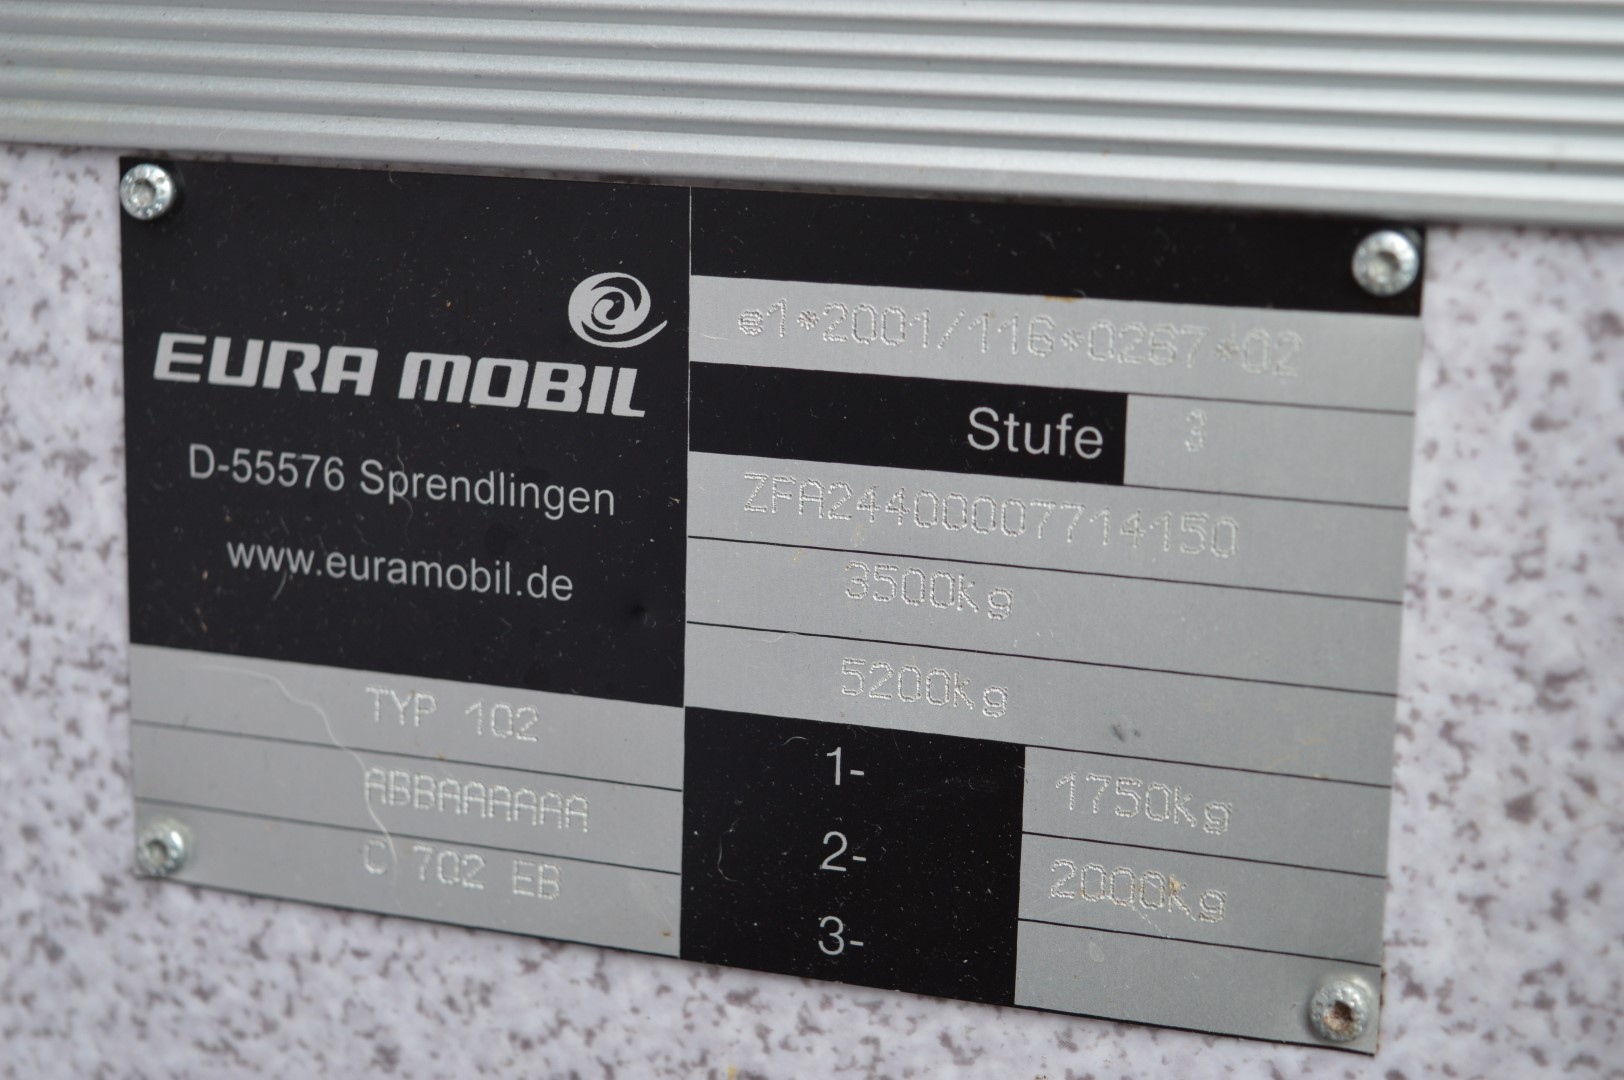 EURA MOBIL
D-55576 Sprendlingen
www.euramobil.de
TYP 102
ABBAAAAAA
C 702 EB
e1*2001/116*0267*02
Stufe 3
ZFA24400007714150
3500Kg
5200Kg
1- 1750Kg
2- 2000Kg
3-